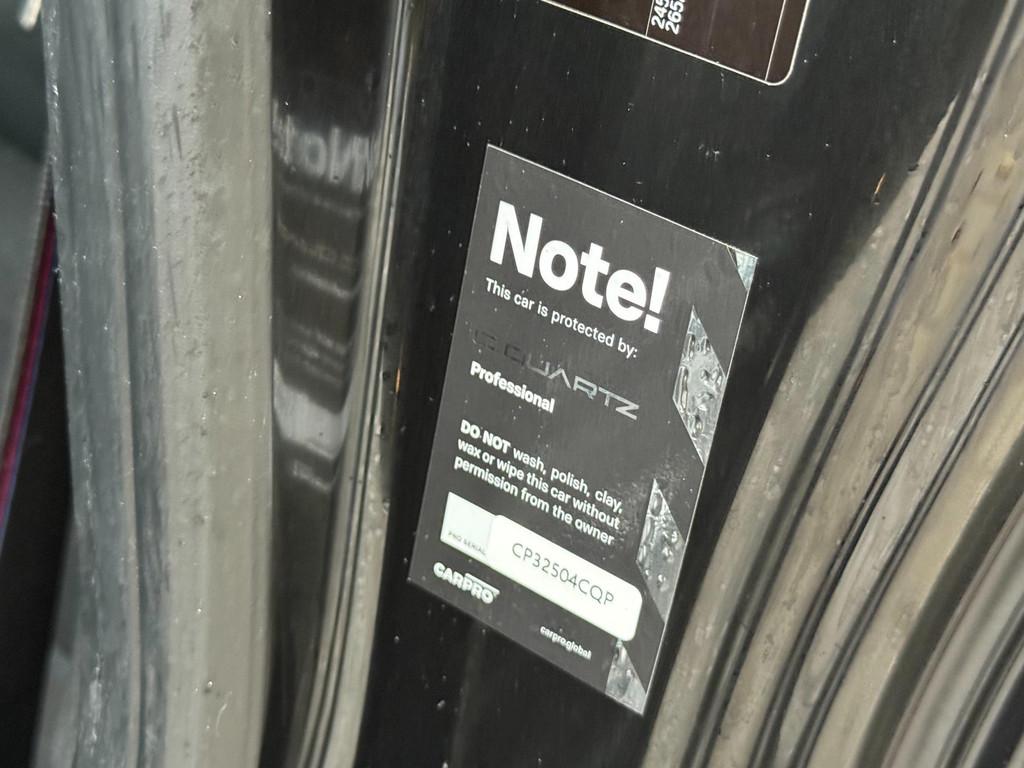 Note!
This car is protected by:
C.QUARTZ
Professional
DO NOT wash, polish, clay,
wax or wipe this car without
permission from the owner
PRO SERIAL
CP32504CQP
CARPRO
carpro.global